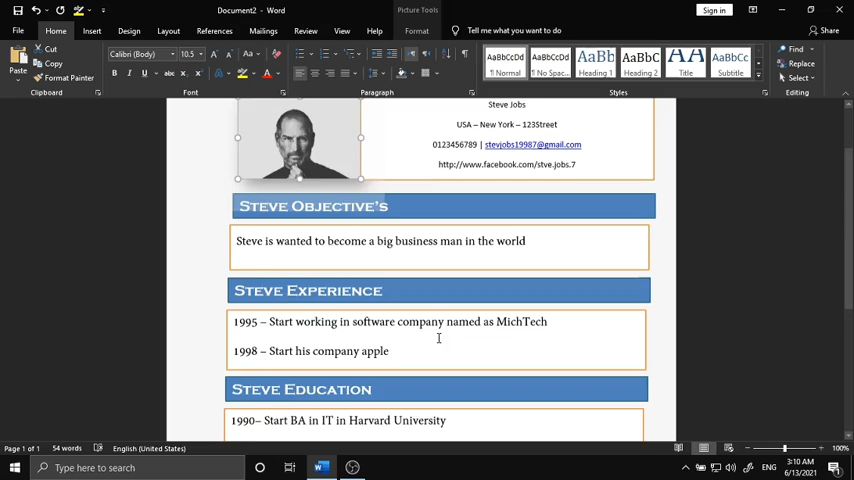 Document2 - Word
Picture Tools
Sign in
File
Home
Insert
Design
Layout
References
Mailings
Review
View
Help
Format
Tell me what you want to do
Share
Paste
Cut
Copy
Format Painter
Clipboard
Calibri (Body)
10.5
Font
Paragraph
AaBbCcDd
¶ Normal
AaBbCcDd
¶ No Spac...
AaBb
Heading 1
AaBbC
Heading 2
AA
Title
AaBbCc
Subtitle
Styles
Find
Replace
Select
Editing
Steve Jobs
USA – New York – 123Street
0123456789 | stevjobs19987@gmail.com
http://www.facebook.com/stve.jobs.7
Steve Objective's
Steve is wanted to become a big business man in the world
Steve Experience
1995 – Start working in software company named as MichTech
1998 – Start his company apple
Steve Education
1990– Start BA in IT in Harvard University
Page 1 of 1
54 words
English (United States)
100%
Type here to search
ENG
3:10 AM
6/13/2021